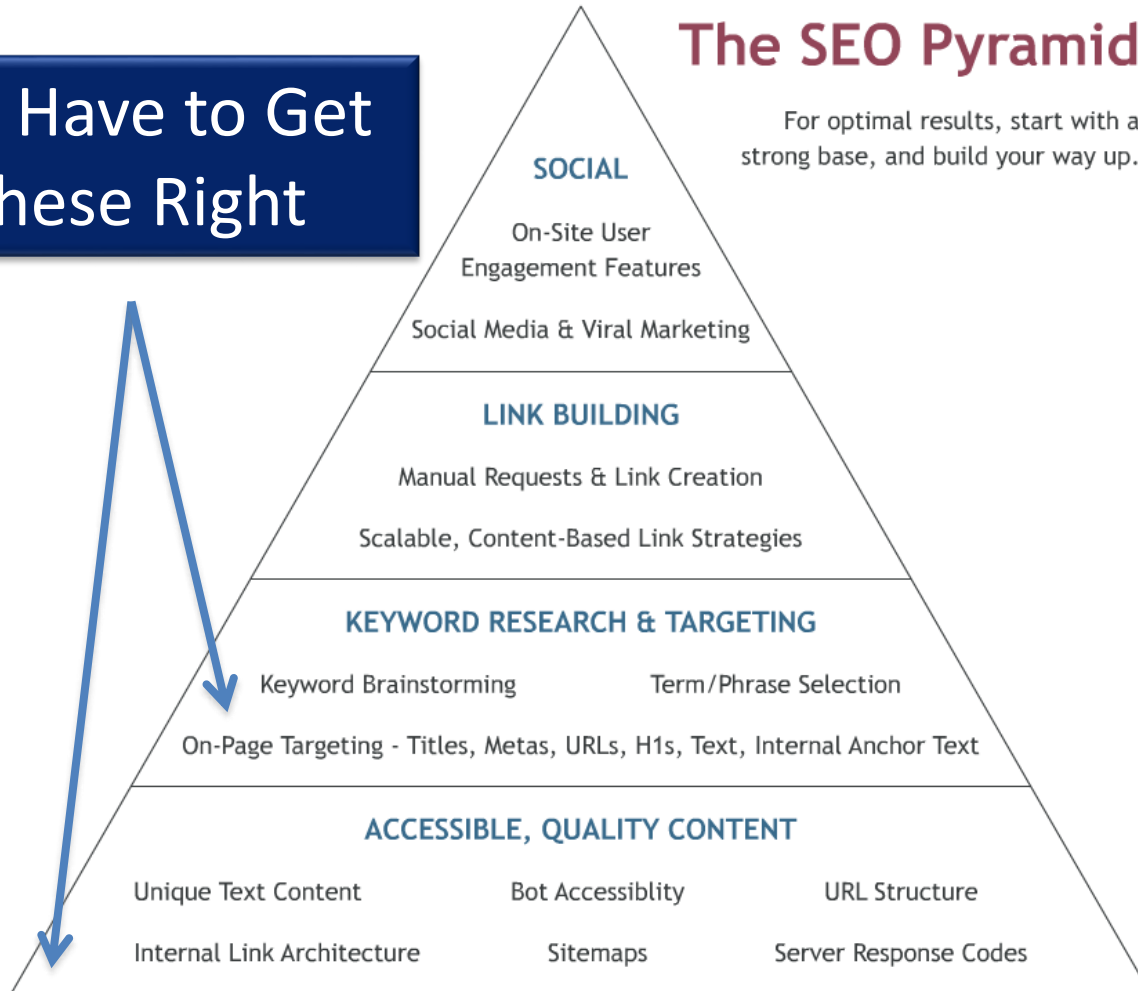 The SEO Pyramid
For optimal results, start with a
strong base, and build your way up.
Have to Get
hese Right
SOCIAL
On-Site User
Engagement Features
Social Media & Viral Marketing
LINK BUILDING
Manual Requests & Link Creation
Scalable, Content-Based Link Strategies
KEYWORD RESEARCH & TARGETING
Keyword Brainstorming Term/Phrase Selection
On-Page Targeting - Titles, Metas, URLs, H1s, Text, Internal Anchor Text
ACCESSIBLE, QUALITY CONTENT
Unique Text Content Bot Accessiblity URL Structure
Internal Link Architecture Sitemaps Server Response Codes